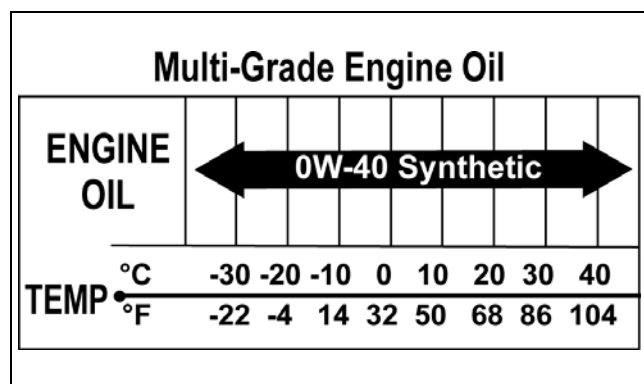 Multi-Grade Engine Oil
ENGINE
OIL
0W-40 Synthetic
°C -30 -20 -10 0 10 20 30 40
TEMP
°F -22 -4 14 32 50 68 86 104